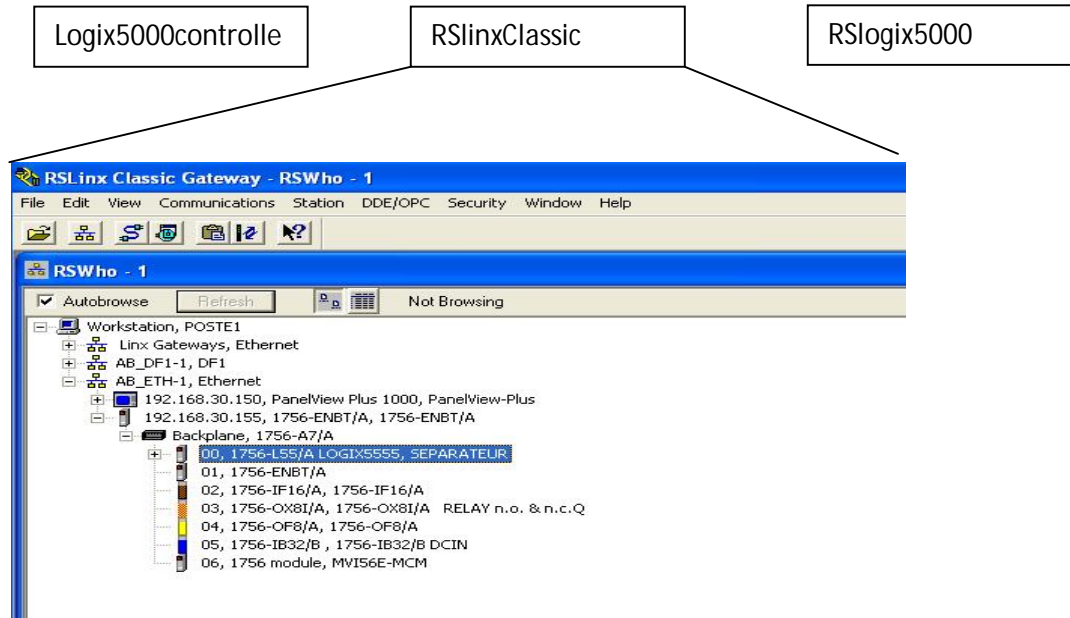 Logix5000controlle
RSlinxClassic
RSlogix5000
RSLinx Classic Gateway - RSWho - 1
File Edit View Communications Station DDE/OPC Security Window Help
RSWho - 1
Autobrowse Refresh Not Browsing
Workstation, POSTE1
Linx Gateways, Ethernet
AB_DF1-1, DF1
AB_ETH-1, Ethernet
192.168.30.150, PanelView Plus 1000, PanelView-Plus
192.168.30.155, 1756-ENBT/A, 1756-ENBT/A
Backplane, 1756-A7/A
00, 1756-L55/A LOGIX5555, SEPARATEUR
01, 1756-ENBT/A
02, 1756-IF16/A, 1756-IF16/A
03, 1756-OX8I/A, 1756-OX8I/A RELAY n.o. & n.c.Q
04, 1756-OF8/A, 1756-OF8/A
05, 1756-IB32/B , 1756-IB32/B DCIN
06, 1756 module, MVI56E-MCM